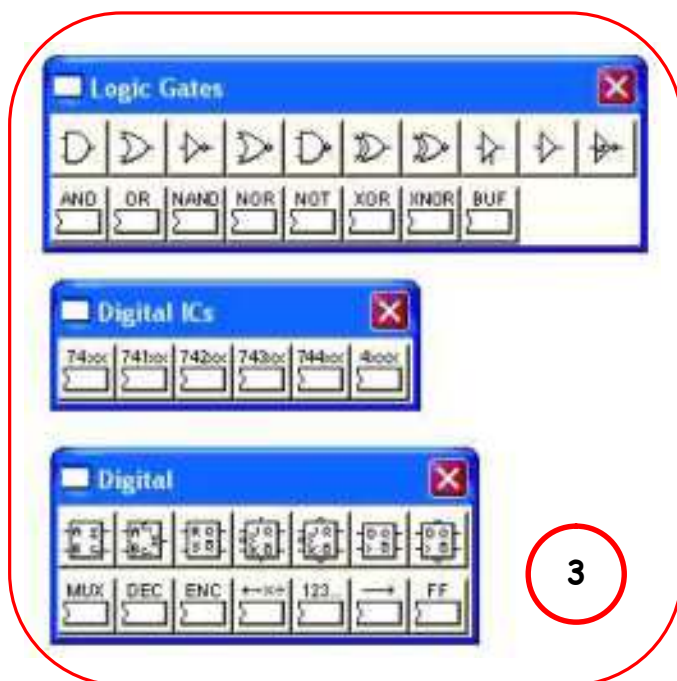 Logic Gates
AND OR NAND NOR NOT XOR XNOR BUF
Digital ICs
74xx 741xx 742xx 743xx 744xx 4xxx
Digital
MUX DEC ENC 123... FF
3